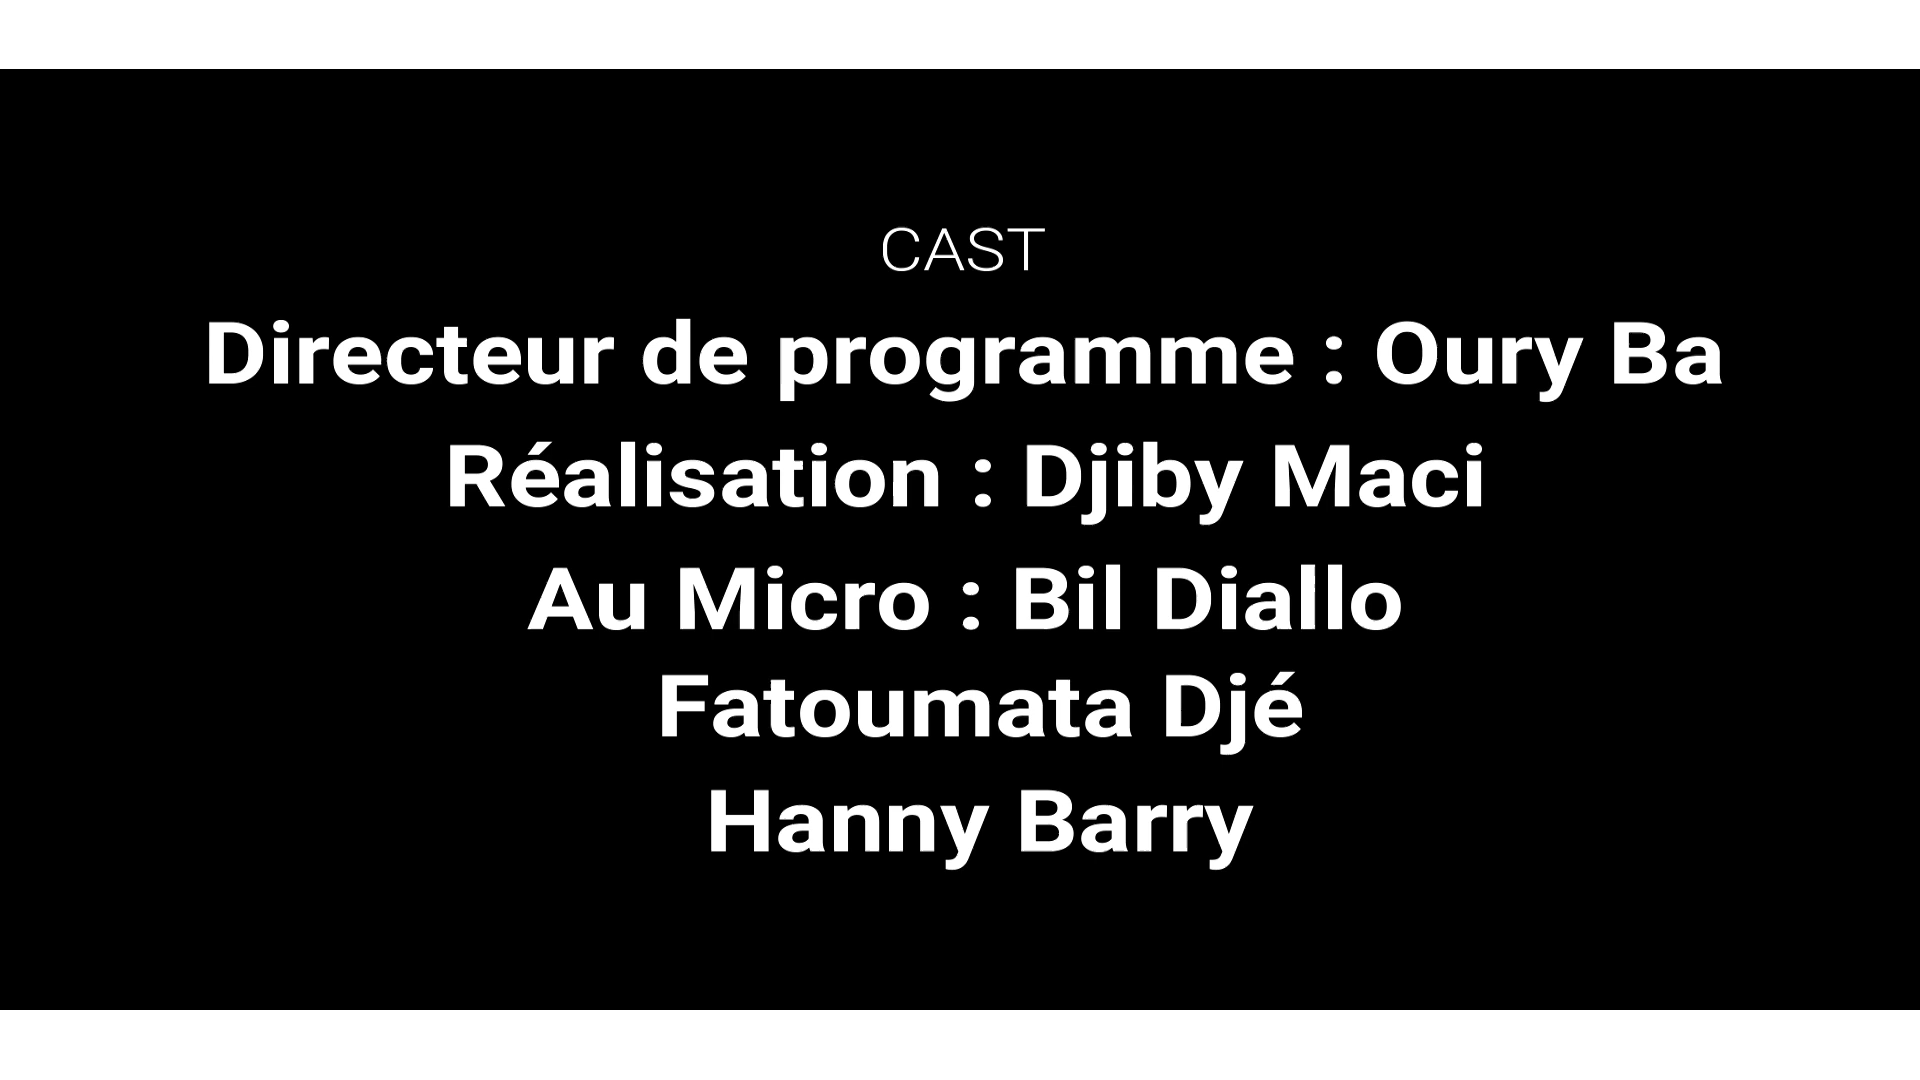 CAST
Directeur de programme : Oury Ba
Réalisation : Djiby Maci
Au Micro : Bil Diallo
Fatoumata Djé
Hanny Barry